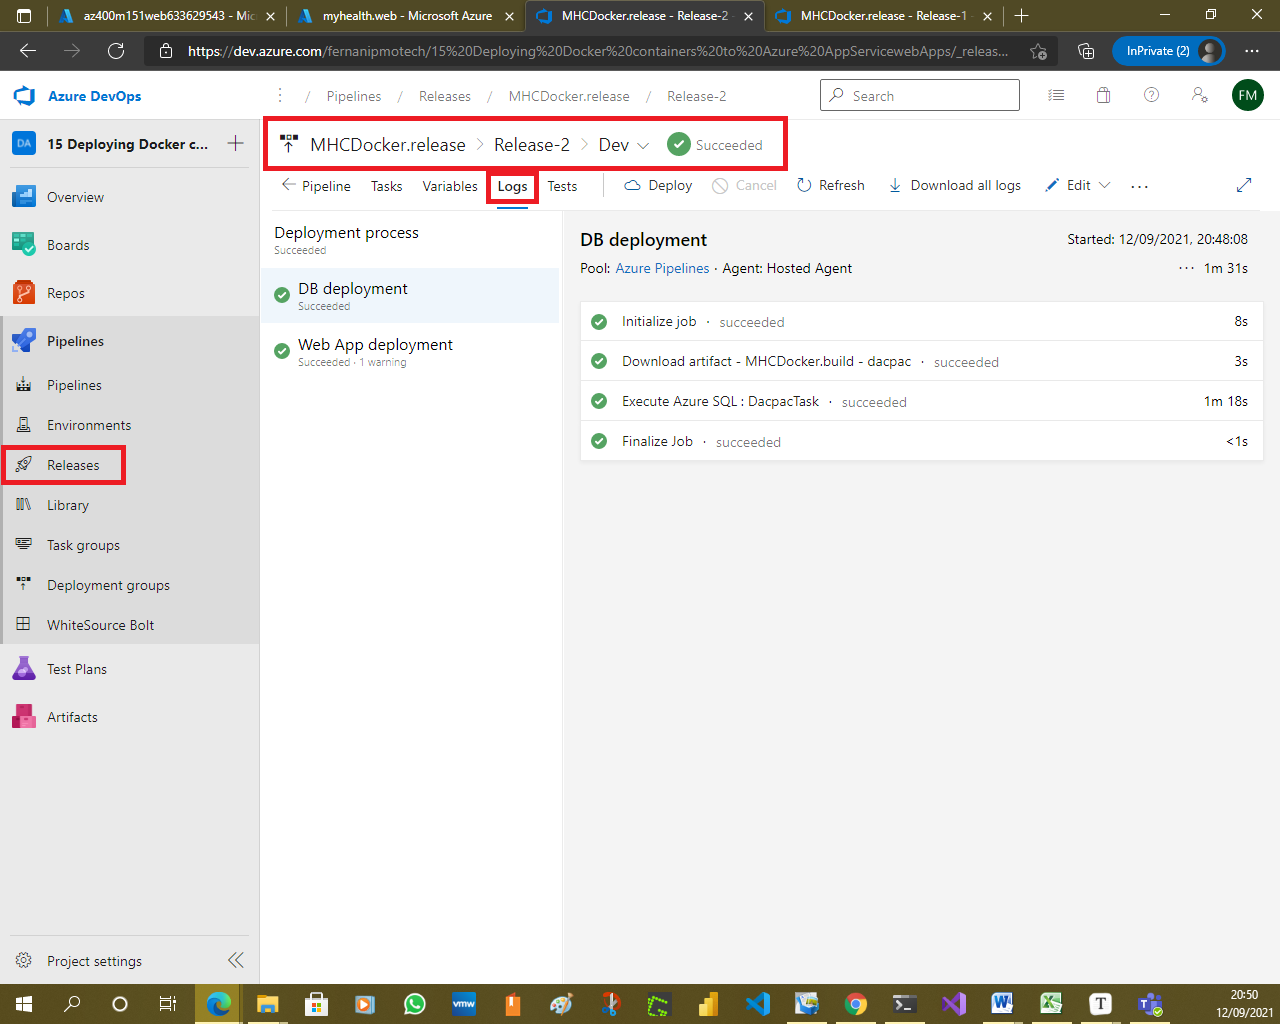 az400m151web633629543 - Mic
myhealth.web - Microsoft Azure
MHCDocker.release - Release-2 -
MHCDocker.release - Release-1 -
https://dev.azure.com/fernanipmotech/15%20Deploying%20Docker%20containers%20to%20Azure%20AppServicewebApps/_releas...
InPrivate (2)
Azure DevOps
/ Pipelines / Releases / MHCDocker.release / Release-2
Search
FM
DA
15 Deploying Docker c...
Overview
Boards
Repos
Pipelines
Pipelines
Environments
Releases
Library
Task groups
Deployment groups
WhiteSource Bolt
Test Plans
Artifacts
Project settings
MHCDocker.release > Release-2 > Dev Succeeded
Pipeline Tasks Variables Logs Tests Deploy Cancel Refresh Download all logs Edit ...
Deployment process
Succeeded
DB deployment
Succeeded
Web App deployment
Succeeded · 1 warning
DB deployment
Started: 12/09/2021, 20:48:08
Pool: Azure Pipelines · Agent: Hosted Agent
... 1m 31s
Initialize job · succeeded 8s
Download artifact - MHCDocker.build - dacpac · succeeded 3s
Execute Azure SQL : DacpacTask · succeeded 1m 18s
Finalize Job · succeeded <1s
vmw
T
20:50
12/09/2021